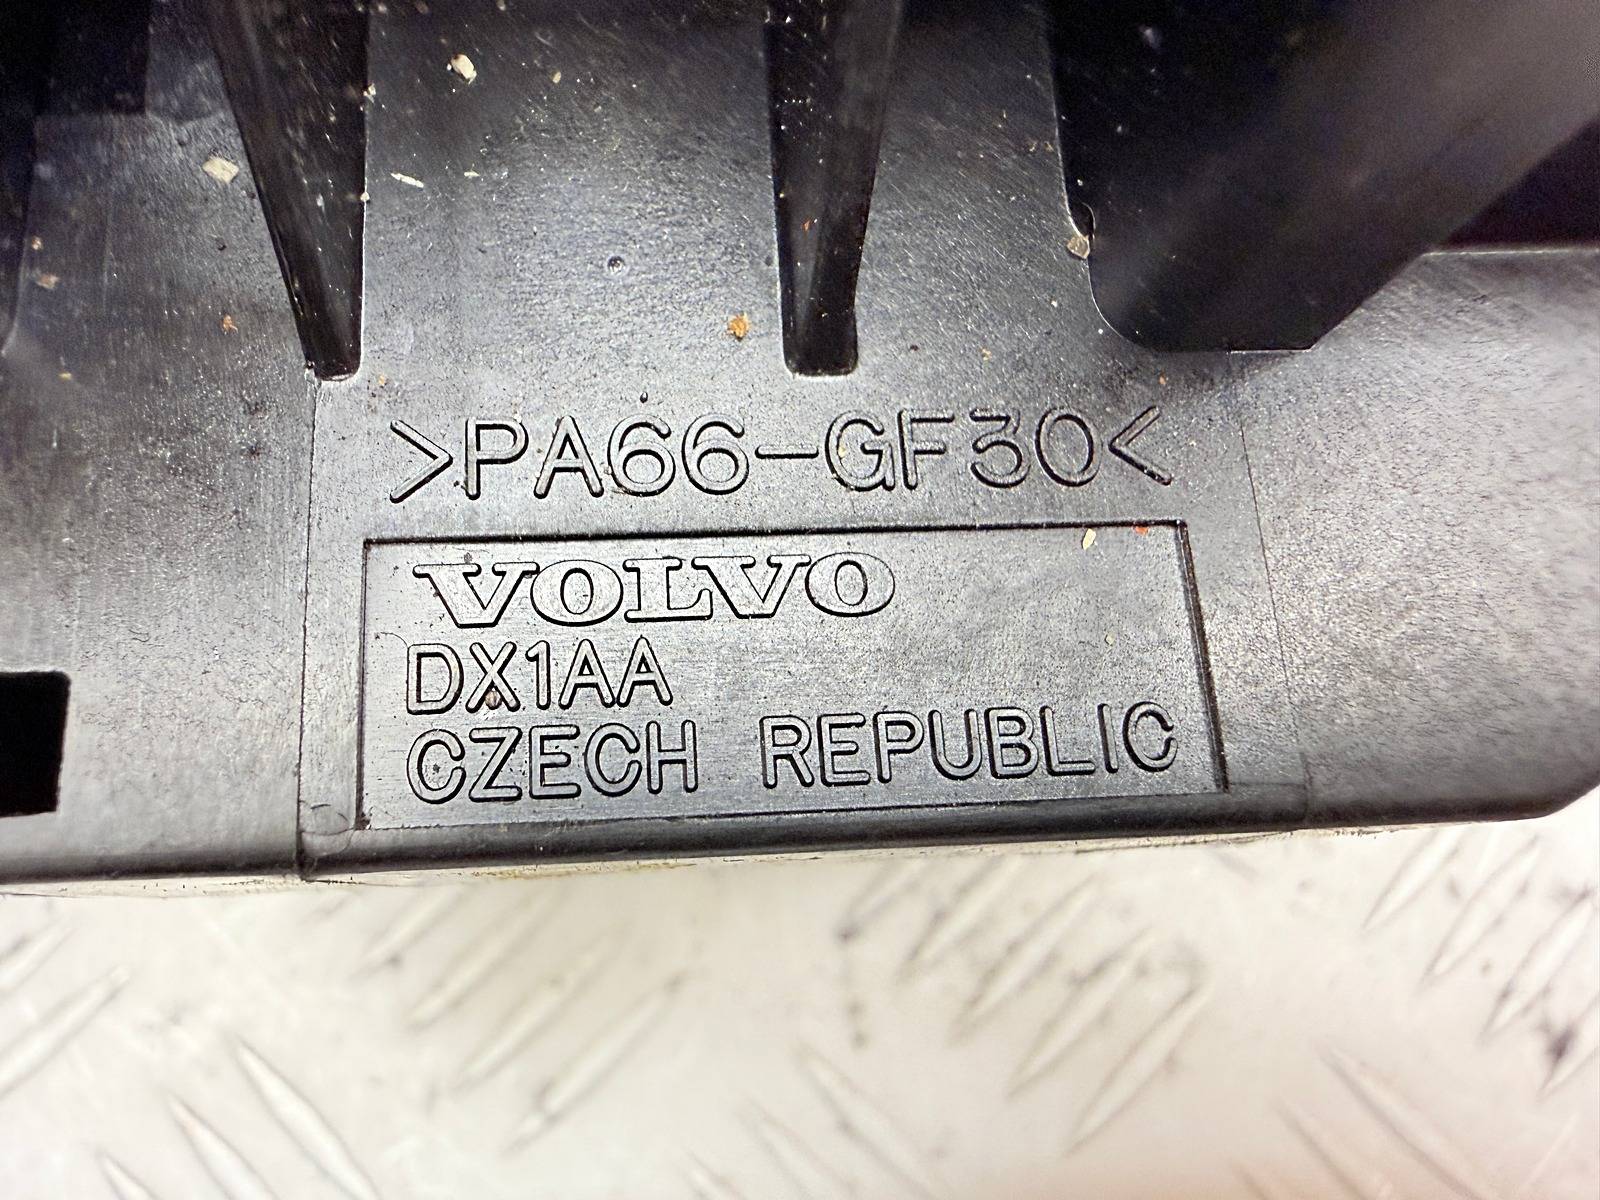 >PA66-GF30<
VOLVO
DX1AA
CZECH REPUBLIC